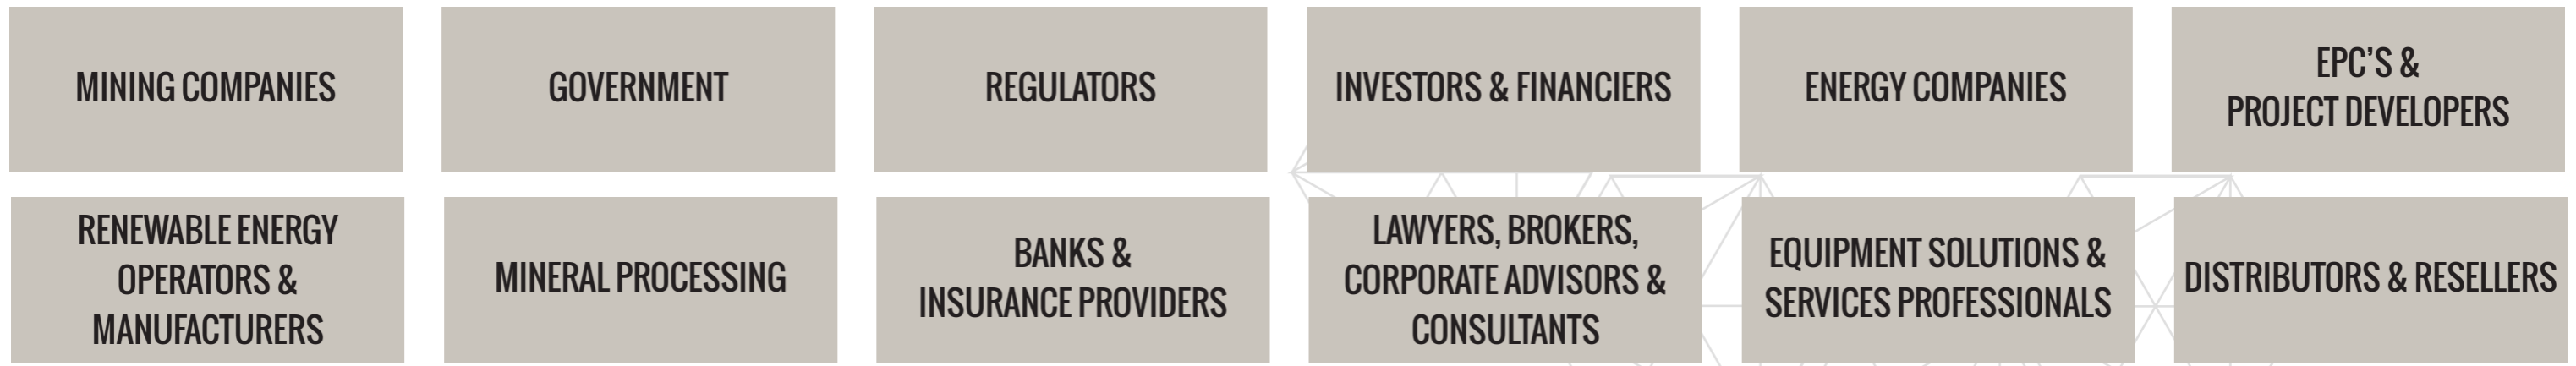 MINING COMPANIES
GOVERNMENT
REGULATORS
INVESTORS & FINANCIERS
ENERGY COMPANIES
EPC’S &
PROJECT DEVELOPERS
RENEWABLE ENERGY
OPERATORS &
MANUFACTURERS
MINERAL PROCESSING
BANKS &
INSURANCE PROVIDERS
LAWYERS, BROKERS,
CORPORATE ADVISORS &
CONSULTANTS
EQUIPMENT SOLUTIONS &
SERVICES PROFESSIONALS
DISTRIBUTORS & RESELLERS